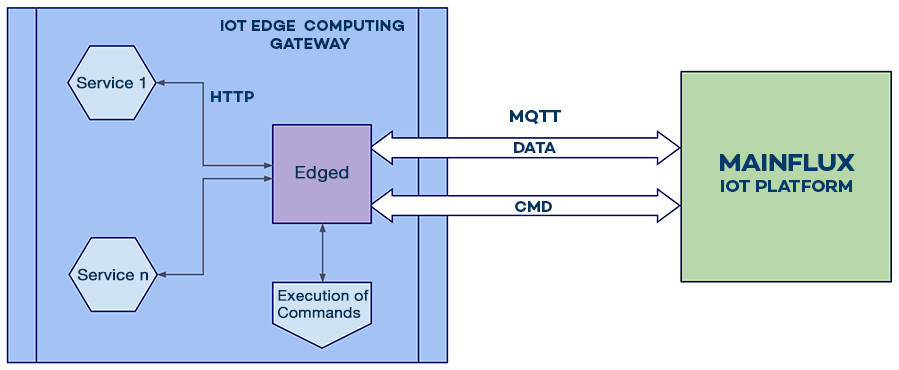 IOT EDGE COMPUTING
GATEWAY
Service 1
HTTP
MQTT
DATA
Edged
MAINFLUX
IOT PLATFORM
CMD
Service n
Execution of
Commands